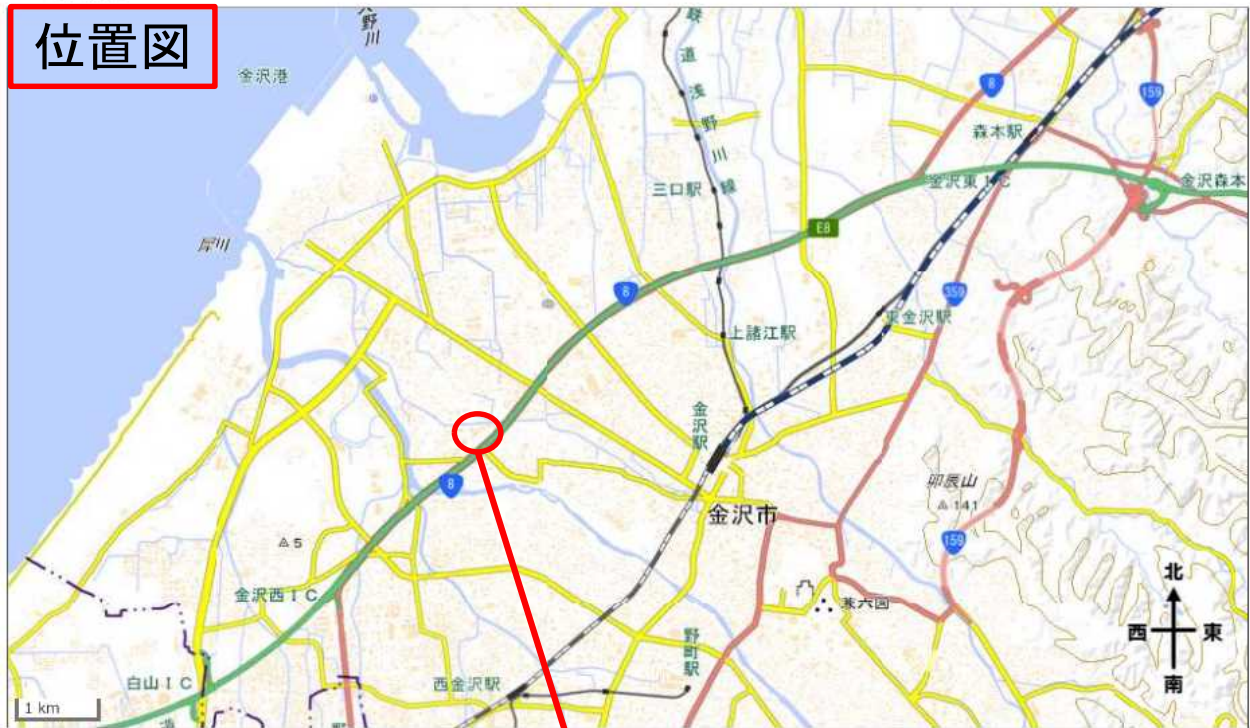 位置図
金沢港
野川
道浅野川線
8
159
森本駅
三口駅
金沢東IC
金沢森本
犀川
E8
8
359
東金沢駅
上諸江駅
金沢駅
8
卯辰山
141
金沢市
159
5
金沢西IC
兼六園
北
西
東
南
野町駅
西金沢駅
白山IC
1 km